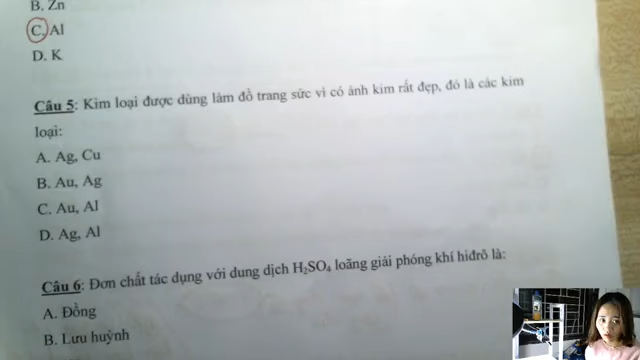 B. Zn
C. Al
D. K
Câu 5: Kim loại được dùng làm đồ trang sức vì có ánh kim rất đẹp, đó là các kim
loại:
A. Ag, Cu
B. Au, Ag
C. Au, Al
D. Ag, Al
Câu 6: Đơn chất tác dụng với dung dịch H₂SO₄ loãng giải phóng khí hiđrô là:
A. Đồng
B. Lưu huỳnh